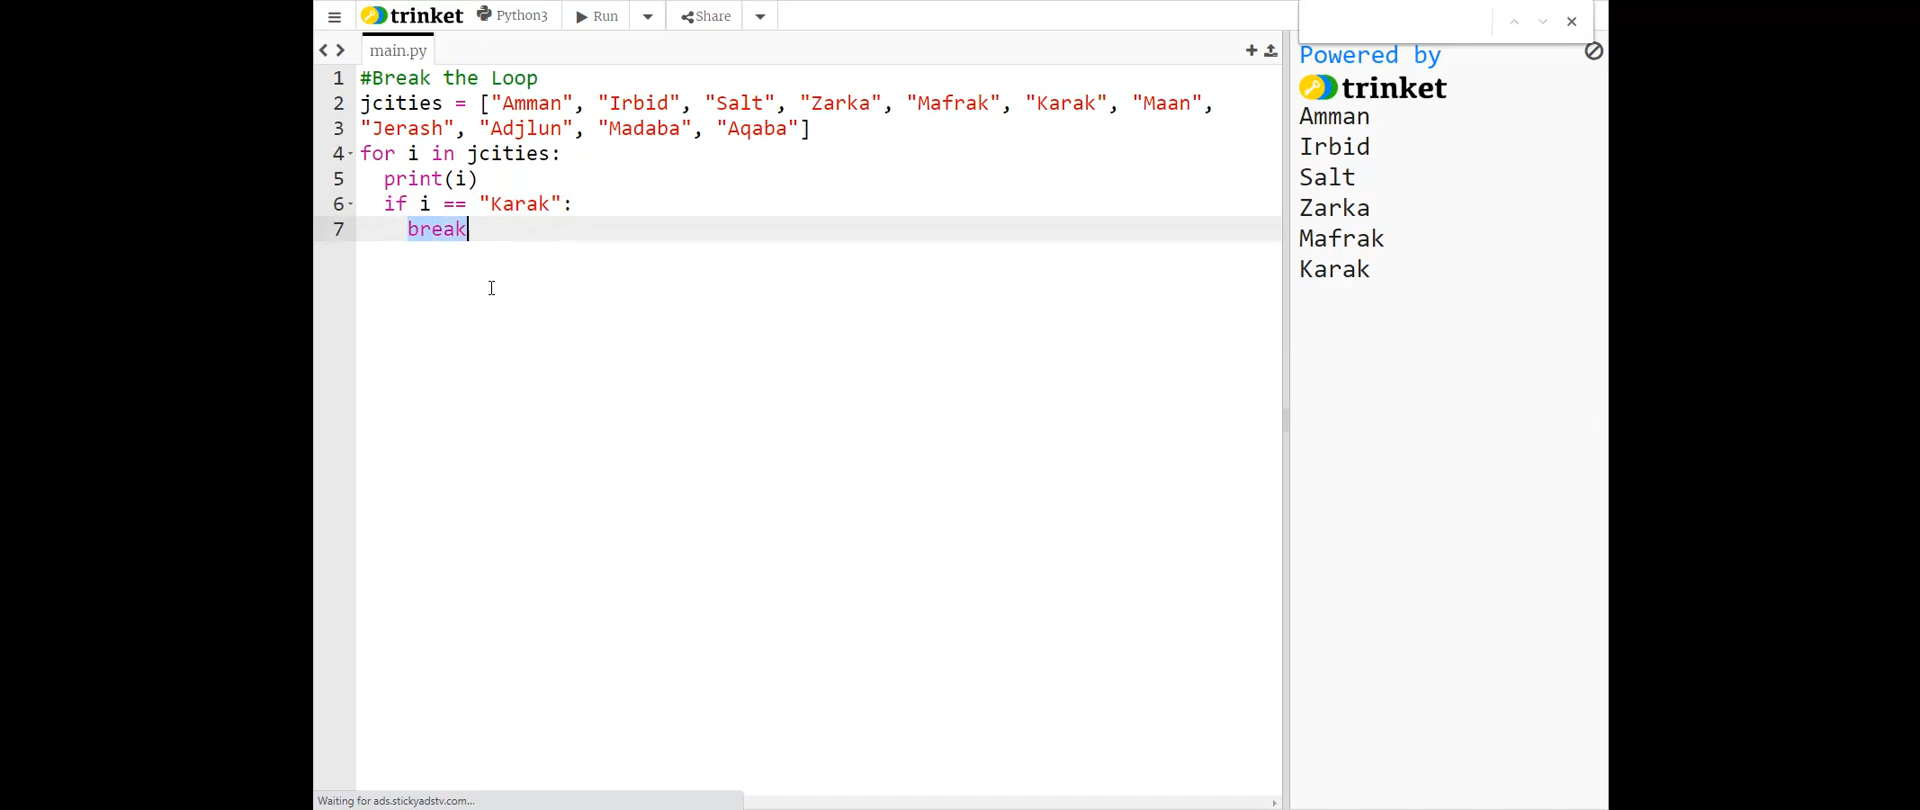 trinket Python3 Run Share
main.py
1 #Break the Loop
2 jcities = ["Amman", "Irbid", "Salt", "Zarka", "Mafrak", "Karak", "Maan",
3 "Jerash", "Adjlun", "Madaba", "Aqaba"]
4 for i in jcities:
5 print(i)
6 if i == "Karak":
7 break
Powered by
trinket
Amman
Irbid
Salt
Zarka
Mafrak
Karak
Waiting for ads.stickyadstv.com...